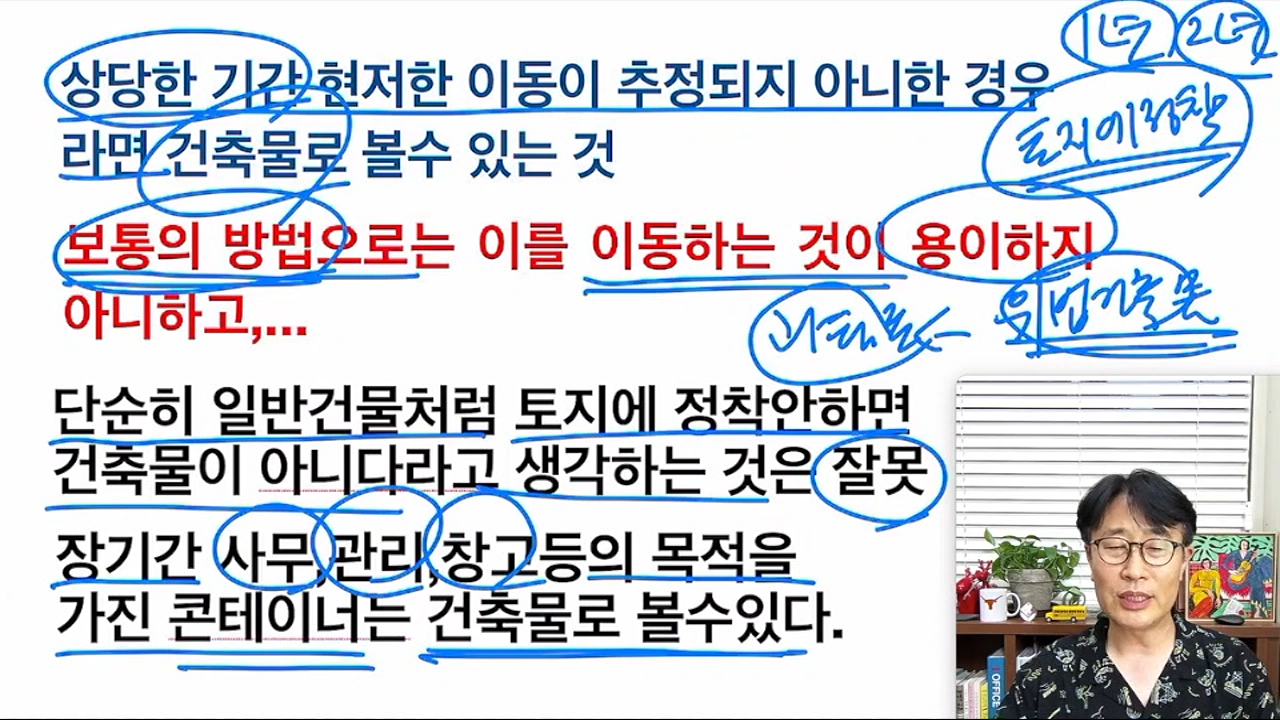 1년 2년
상당한 기간 현저한 이동이 추정되지 아니한 경우
토지에 정착
라면 건축물로 볼수 있는 것
보통의 방법으로는 이를 이동하는 것이 용이하지
아니하고,...
위법건축물
과태료
단순히 일반건물처럼 토지에 정착안하면
건축물이 아니다라고 생각하는 것은 잘못
장기간 사무,관리,창고등의 목적을
가진 콘테이너는 건축물로 볼수있다.
OFFICE